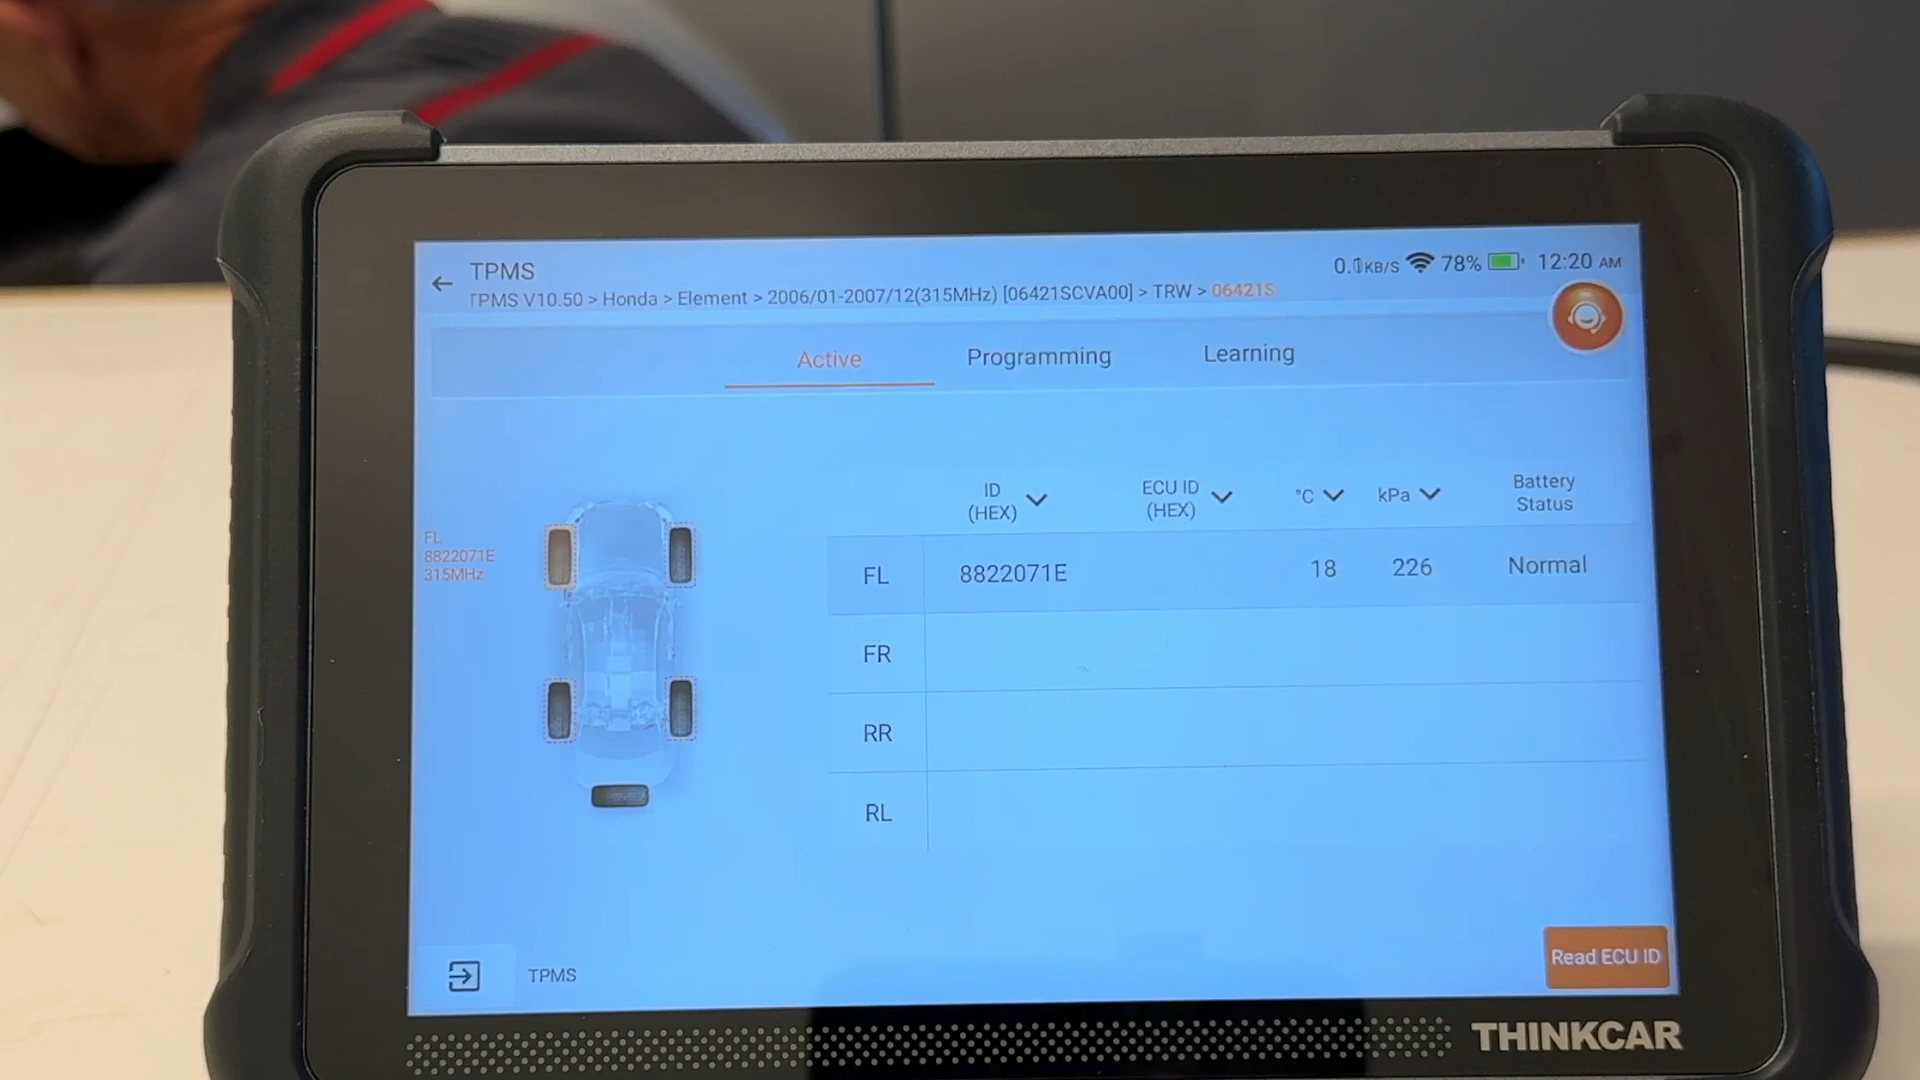 TPMS
0.1KB/S 78% 12:20 AM
TPMS V10.50 > Honda > Element > 2006/01-2007/12(315MHz) [06421SCVA00] > TRW > 06421S
Active Programming Learning
ID (HEX) ECU ID (HEX) °C kPa Battery Status
FL
8822071E
315MHz
FL 8822071E 18 226 Normal
FR
RR
RL
TPMS
Read ECU ID
THINKCAR